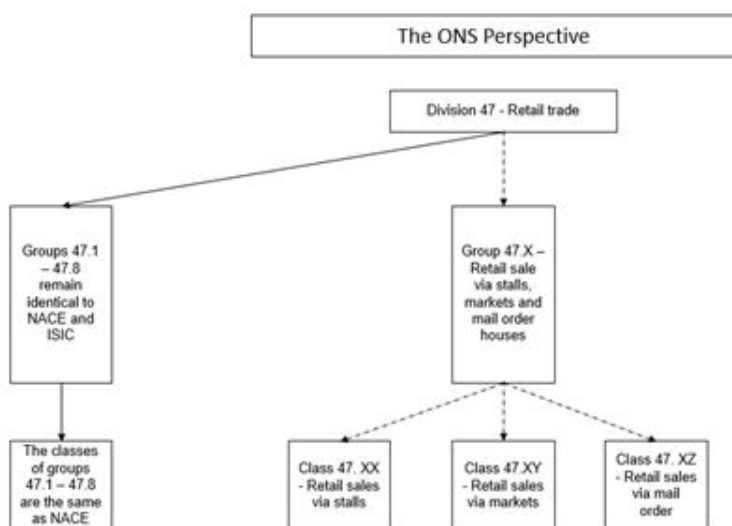 The ONS Perspective
Division 47 - Retail trade
Groups 47.1
– 47.8
remain
identical to
NACE and
ISIC
Group 47.X –
Retail sale
via stalls,
markets and
mail order
houses
The classes
of groups
47.1 – 47.8
are the same
as NACE
Class 47. XX
- Retail sales
via stalls
Class 47.XY
- Retail sales
via markets
Class 47. XZ
- Retail sales
via mail
order